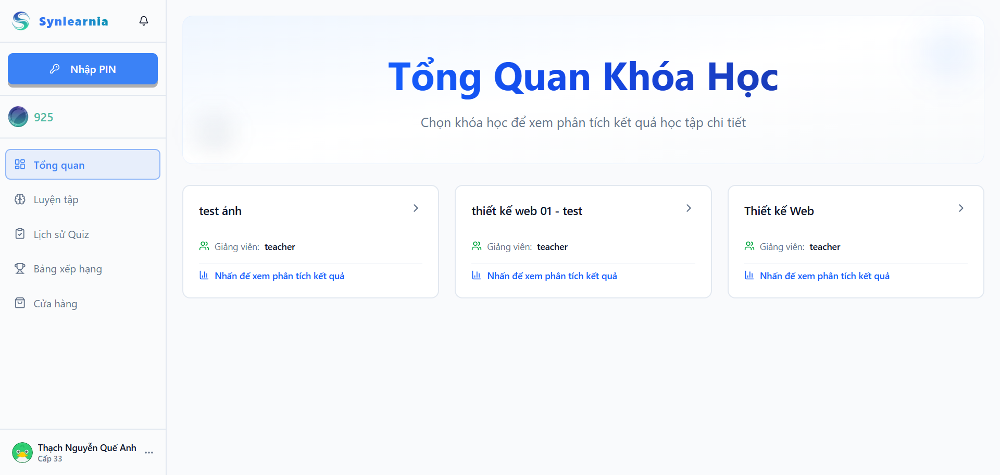 Synlearnia
Nhập PIN
925
Tổng quan
Luyện tập
Lịch sử Quiz
Bảng xếp hạng
Cửa hàng
Thạch Nguyễn Quế Anh
Cấp 33
Tổng Quan Khóa Học
Chọn khóa học để xem phân tích kết quả học tập chi tiết
test ảnh
Giảng viên: teacher
Nhấn để xem phân tích kết quả
thiết kế web 01 - test
Giảng viên: teacher
Nhấn để xem phân tích kết quả
Thiết kế Web
Giảng viên: teacher
Nhấn để xem phân tích kết quả